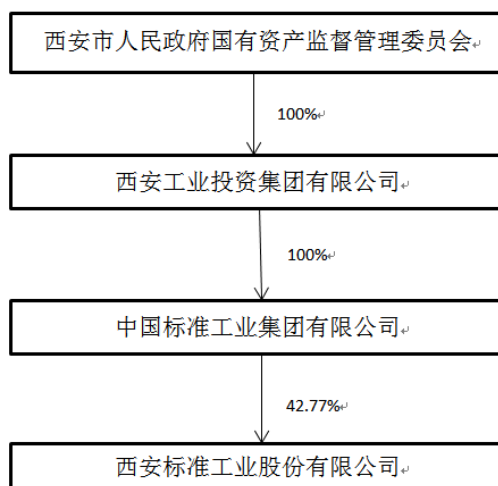 西安市人民政府国有资产监督管理委员会
100%
西安工业投资集团有限公司
100%
中国标准工业集团有限公司
42.77%
西安标准工业股份有限公司